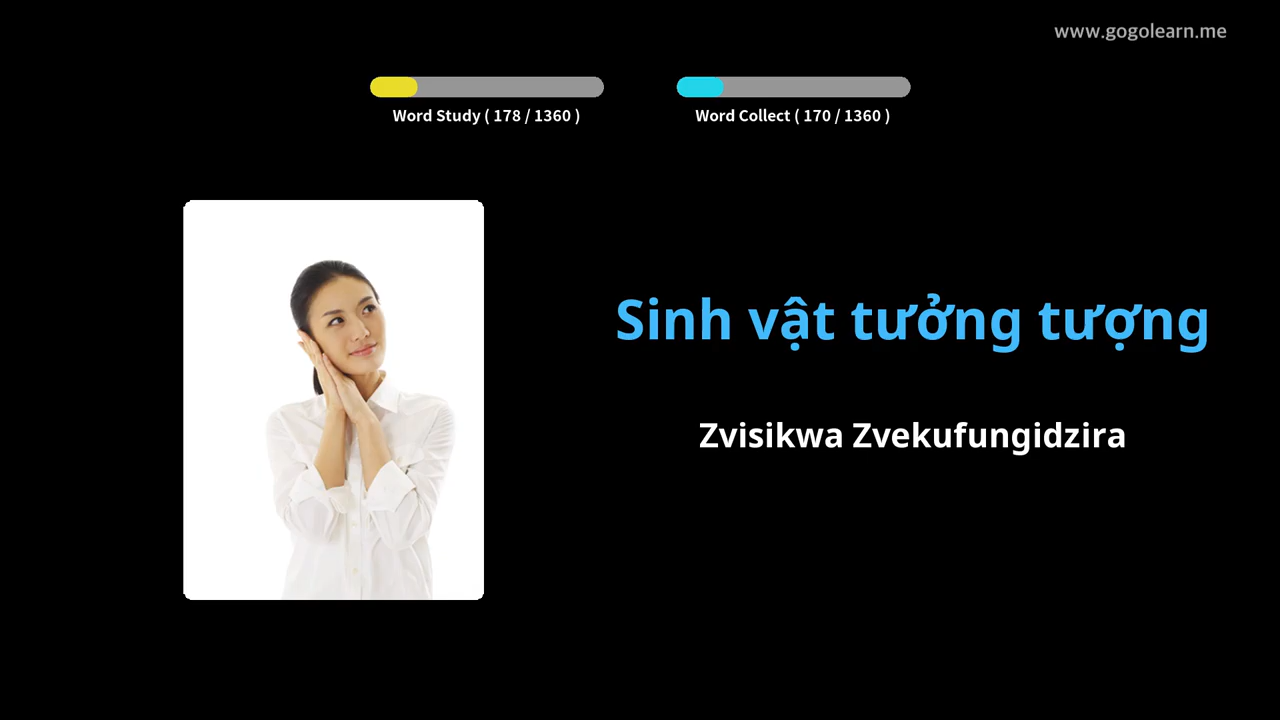 www.gogolearn.me
Word Study ( 178 / 1360 )
Word Collect ( 170 / 1360 )
Sinh vật tưởng tượng
Zvisikwa Zvekufungidzira